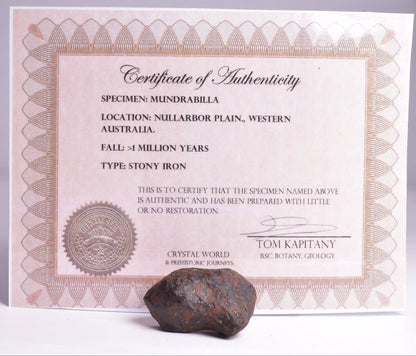 Certificate of Authenticity
SPECIMEN: MUNDRABILLA
LOCATION: NULLARBOR PLAIN., WESTERN
AUSTRALIA.
FALL: >1 MILLION YEARS
TYPE: STONY IRON
THIS IS TO CERTIFY THAT THE SPECIMEN NAMED ABOVE
IS AUTHENTIC AND HAS BEEN PREPARED WITH LITTLE
OR NO RESTORATION.
TOM KAPITANY
BSC BOTANY, GEOLOGY
CRYSTAL WORLD
& PREHISTORIC JOURNEYS